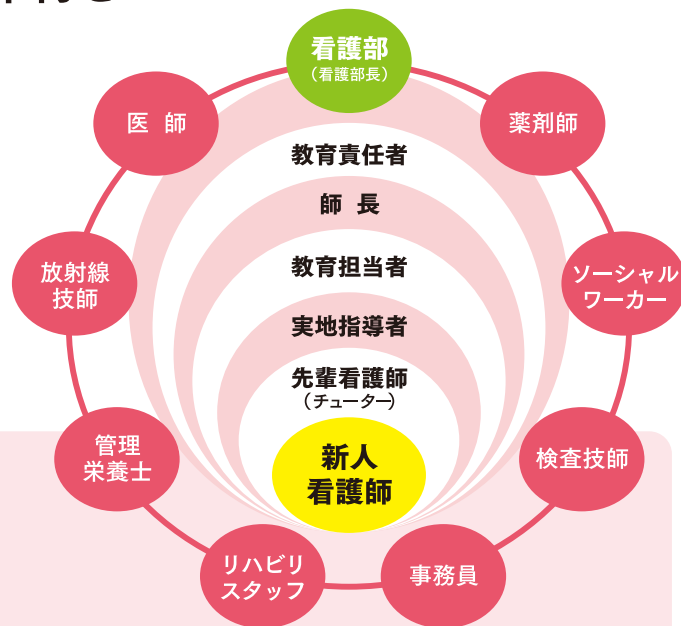 看護部
（看護部長）
医 師
薬剤師
教育責任者
師 長
放射線
技師
教育担当者
ソーシャル
ワーカー
実地指導者
先輩看護師
（チューター）
管理
栄養士
新人
看護師
検査技師
リハビリ
スタッフ
事務員